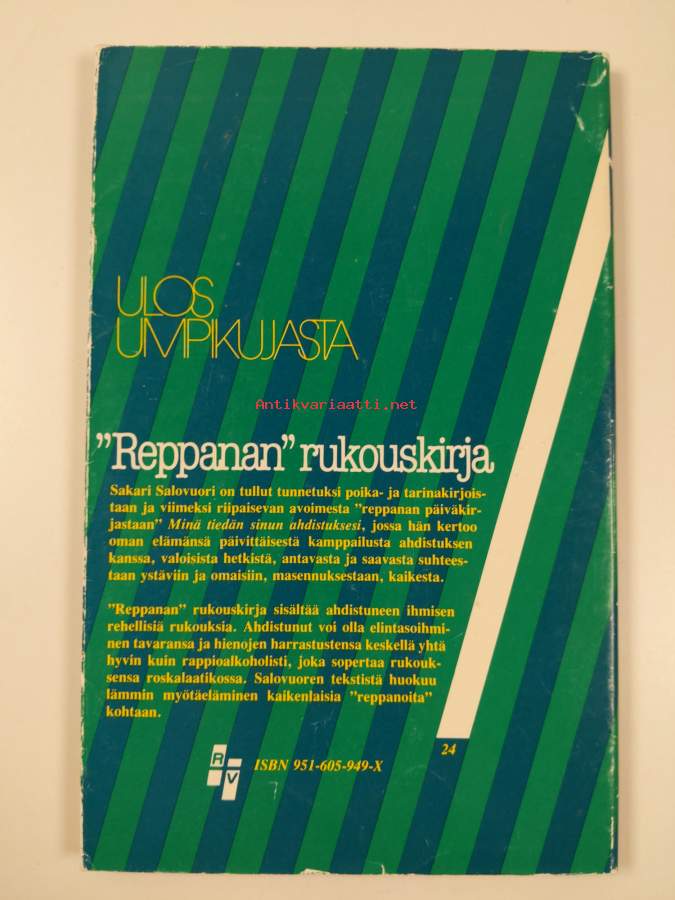 ULOS
UMPIKUJASTA
Antikvariaatti.net
”Reppanan” rukouskirja
Sakari Salovuori on tullut tunnetuksi poika- ja tarinakirjois-
taan ja viimeksi riipaisevan avoimesta ”reppanan päiväkir-
jastaan” Minä tiedän sinun ahdistuksesi, jossa hän kertoo
oman elämänsä päivittäisestä kamppailusta ahdistuksen
kanssa, valoisista hetkistä, antavasta ja saavasta suhtees-
taan ystäviin ja omaisiin, masennuksestaan, kaikesta.
”Reppanan” rukouskirja sisältää ahdistuneen ihmisen
rehellisiä rukouksia. Ahdistunut voi olla elintasoihmi-
nen tavaransa ja hienojen harrastustensa keskellä yhtä
hyvin kuin rappioalkoholisti, joka sopertaa rukouk-
sensa roskalaatikossa. Salovuoren tekstistä huokuu
lämmin myötäeläminen kaikenlaisia ”reppanoita”
kohtaan.
24
R V
ISBN 951-605-949-X